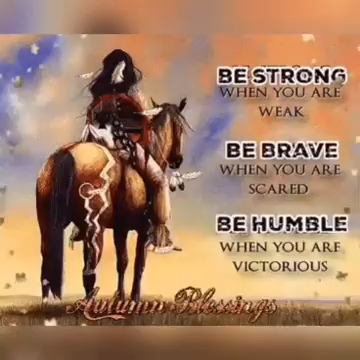 BE STRONG
WHEN YOU ARE
WEAK
BE BRAVE
WHEN YOU ARE
SCARED
BE HUMBLE
WHEN YOU ARE
VICTORIOUS
Autumn Blessings